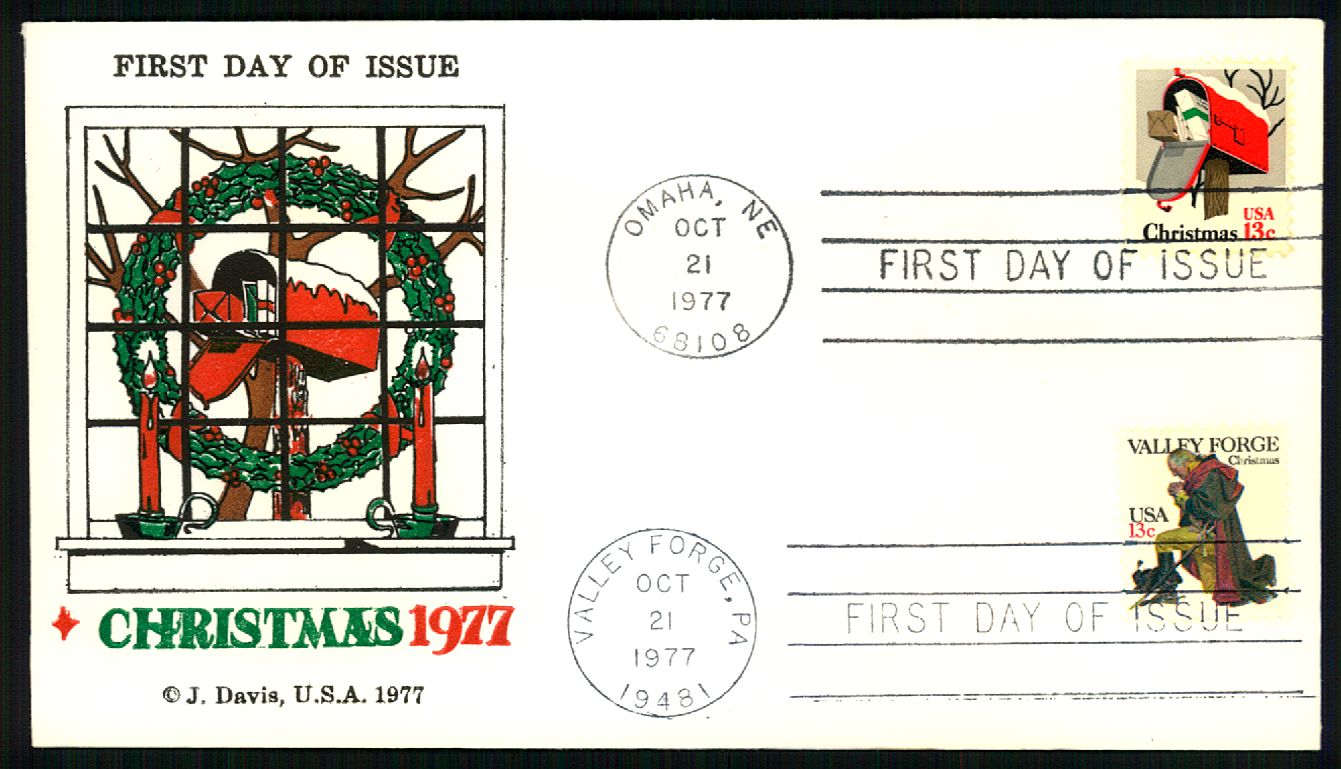 FIRST DAY OF ISSUE
CHRISTMAS 1977
© J. Davis, U.S.A. 1977
OMAHA, NE
OCT
21
1977
68108
USA
Christmas 13c
FIRST DAY OF ISSUE
VALLEY FORGE, PA
OCT
21
1977
19481
VALLEY FORGE
Christmas
USA
13c
FIRST DAY OF ISSUE